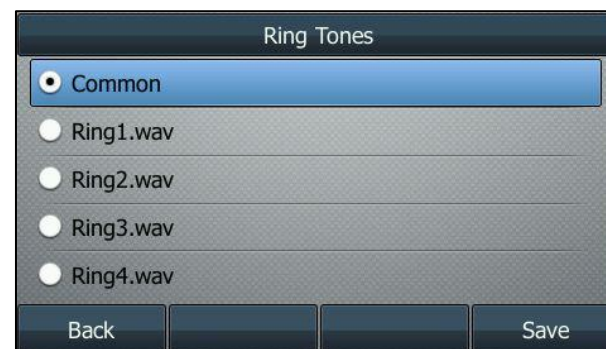 Ring Tones
Common
Ring1.wav
Ring2.wav
Ring3.wav
Ring4.wav
Back Save